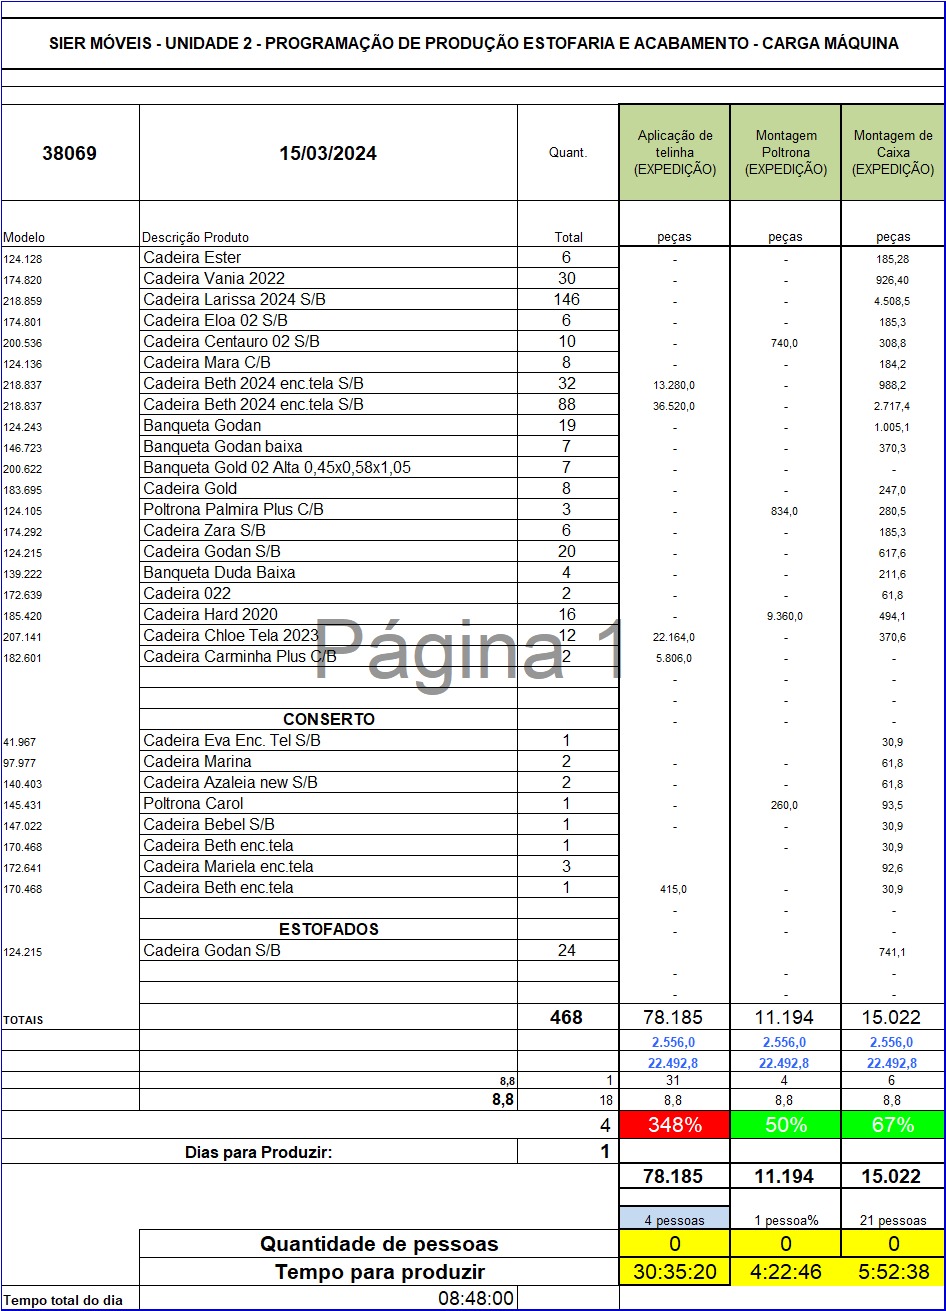 SIER MÓVEIS - UNIDADE 2 - PROGRAMAÇÃO DE PRODUÇÃO ESTOFARIA E ACABAMENTO - CARGA MÁQUINA
38069 15/03/2024 Quant. Aplicação de telinha (EXPEDIÇÃO) Montagem Poltrona (EXPEDIÇÃO) Montagem de Caixa (EXPEDIÇÃO)
Modelo Descrição Produto Total peças peças peças
124.128 Cadeira Ester 6 - - 185,28
174.820 Cadeira Vania 2022 30 - - 926,40
218.859 Cadeira Larissa 2024 S/B 146 - - 4.508,5
174.801 Cadeira Eloa 02 S/B 6 - - 185,3
200.536 Cadeira Centauro 02 S/B 10 - 740,0 308,8
124.136 Cadeira Mara C/B 8 - - 184,2
218.837 Cadeira Beth 2024 enc.tela S/B 32 13.280,0 - 988,2
218.837 Cadeira Beth 2024 enc.tela S/B 88 36.520,0 - 2.717,4
124.243 Banqueta Godan 19 - - 1.005,1
146.723 Banqueta Godan baixa 7 - - 370,3
200.622 Banqueta Gold 02 Alta 0,45x0,58x1,05 7 - - -
183.695 Cadeira Gold 8 - - 247,0
124.105 Poltrona Palmira Plus C/B 3 - 834,0 280,5
174.292 Cadeira Zara S/B 6 - - 185,3
124.215 Cadeira Godan S/B 20 - - 617,6
139.222 Banqueta Duda Baixa 4 - - 211,6
172.639 Cadeira 022 2 - - 61,8
185.420 Cadeira Hard 2020 16 - 9.360,0 494,1
207.141 Cadeira Chloe Tela 2023 12 22.164,0 - 370,6
182.601 Cadeira Carminha Plus C/B 2 5.806,0 - -
Página 1
- - -
- - -
CONSERTO - - -
41.967 Cadeira Eva Enc. Tel S/B 1 30,9
97.977 Cadeira Marina 2 - - 61,8
140.403 Cadeira Azaleia new S/B 2 - - 61,8
145.431 Poltrona Carol 1 - 260,0 93,5
147.022 Cadeira Bebel S/B 1 - - 30,9
170.468 Cadeira Beth enc.tela 1 - 30,9
172.641 Cadeira Mariela enc.tela 3 92,6
170.468 Cadeira Beth enc.tela 1 415,0 - 30,9
- - -
ESTOFADOS - - -
124.215 Cadeira Godan S/B 24 741,1
- - -
- - -
TOTAIS 468 78.185 11.194 15.022
2.556,0 2.556,0 2.556,0
22.492,8 22.492,8 22.492,8
8,8 1 31 4 6
8,8 18 8,8 8,8 8,8
4 348% 50% 67%
Dias para Produzir: 1
78.185 11.194 15.022
4 pessoas 1 pessoa% 21 pessoas
Quantidade de pessoas 0 0 0
Tempo para produzir 30:35:20 4:22:46 5:52:38
Tempo total do dia 08:48:00